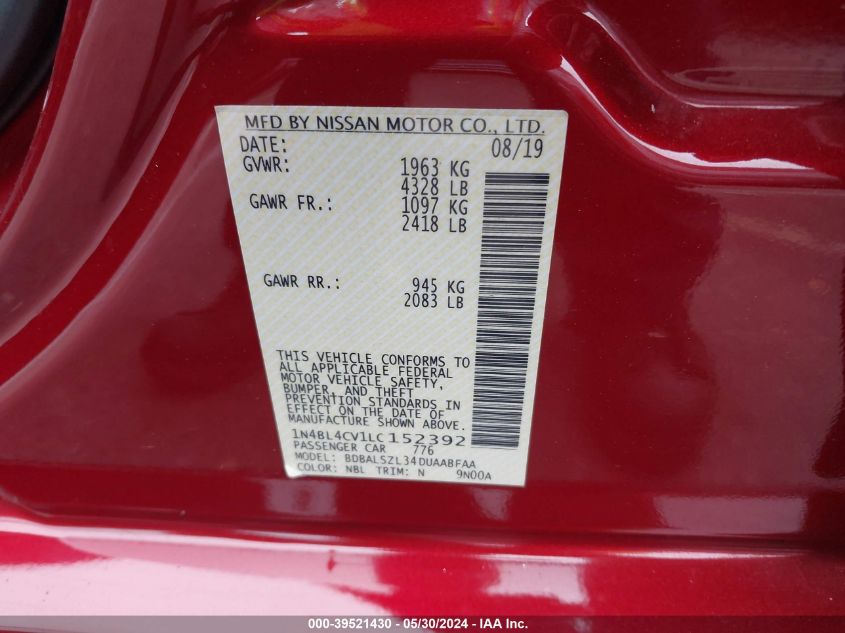 MFD BY NISSAN MOTOR CO., LTD.
DATE: 08/19
GVWR: 1963 KG
4328 LB
GAWR FR.: 1097 KG
2418 LB
GAWR RR.: 945 KG
2083 LB
THIS VEHICLE CONFORMS TO
ALL APPLICABLE FEDERAL
MOTOR VEHICLE SAFETY,
BUMPER, AND THEFT
PREVENTION STANDARDS IN
EFFECT ON THE DATE OF
MANUFACTURE SHOWN ABOVE.
1N4BL4CV1LC152392
PASSENGER CAR 776
MODEL: BDBALSZL34DUAABFAA
COLOR: NBL TRIM: N 9N00A
000-39521430 - 05/30/2024 - IAA Inc.